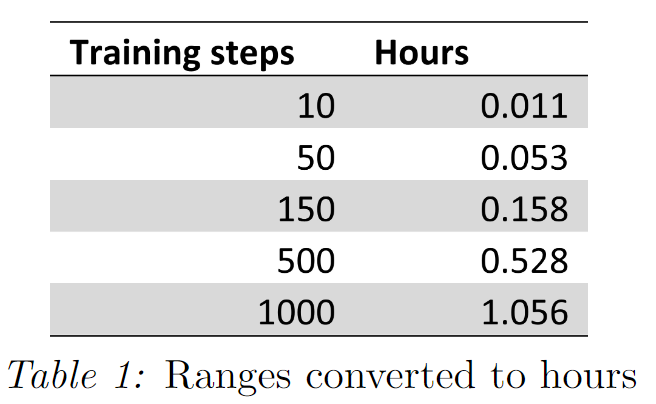 Training steps Hours
10 0.011
50 0.053
150 0.158
500 0.528
1000 1.056
Table 1: Ranges converted to hours